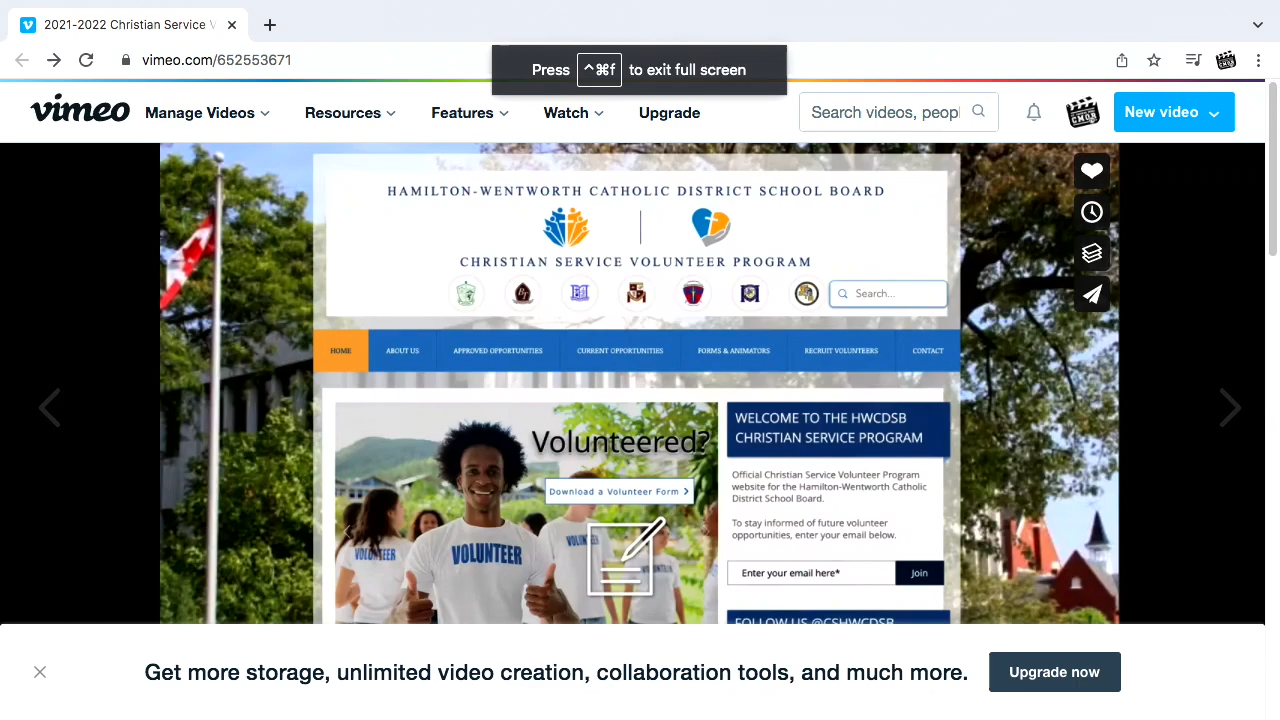 2021-2022 Christian Service V
vimeo.com/652553671
Press ^⌘f to exit full screen
vimeo
Manage Videos
Resources
Features
Watch
Upgrade
Search videos, peopl
New video
HAMILTON-WENTWORTH CATHOLIC DISTRICT SCHOOL BOARD
CHRISTIAN SERVICE VOLUNTEER PROGRAM
Search...
HOME
ABOUT US
APPROVED OPPORTUNITIES
CURRENT OPPORTUNITIES
FORMS & ANIMATORS
RECRUIT VOLUNTEERS
CONTACT
Volunteered?
Download a Volunteer Form
VOLUNTEER
VOLUNTEER
WELCOME TO THE HWCDSB
CHRISTIAN SERVICE PROGRAM
Official Christian Service Volunteer Program
website for the Hamilton-Wentworth Catholic
District School Board.
To stay informed of future volunteer
opportunities, enter your email below.
Enter your email here*
Join
FOLLOW US @CSHWCDSB
Get more storage, unlimited video creation, collaboration tools, and much more.
Upgrade now